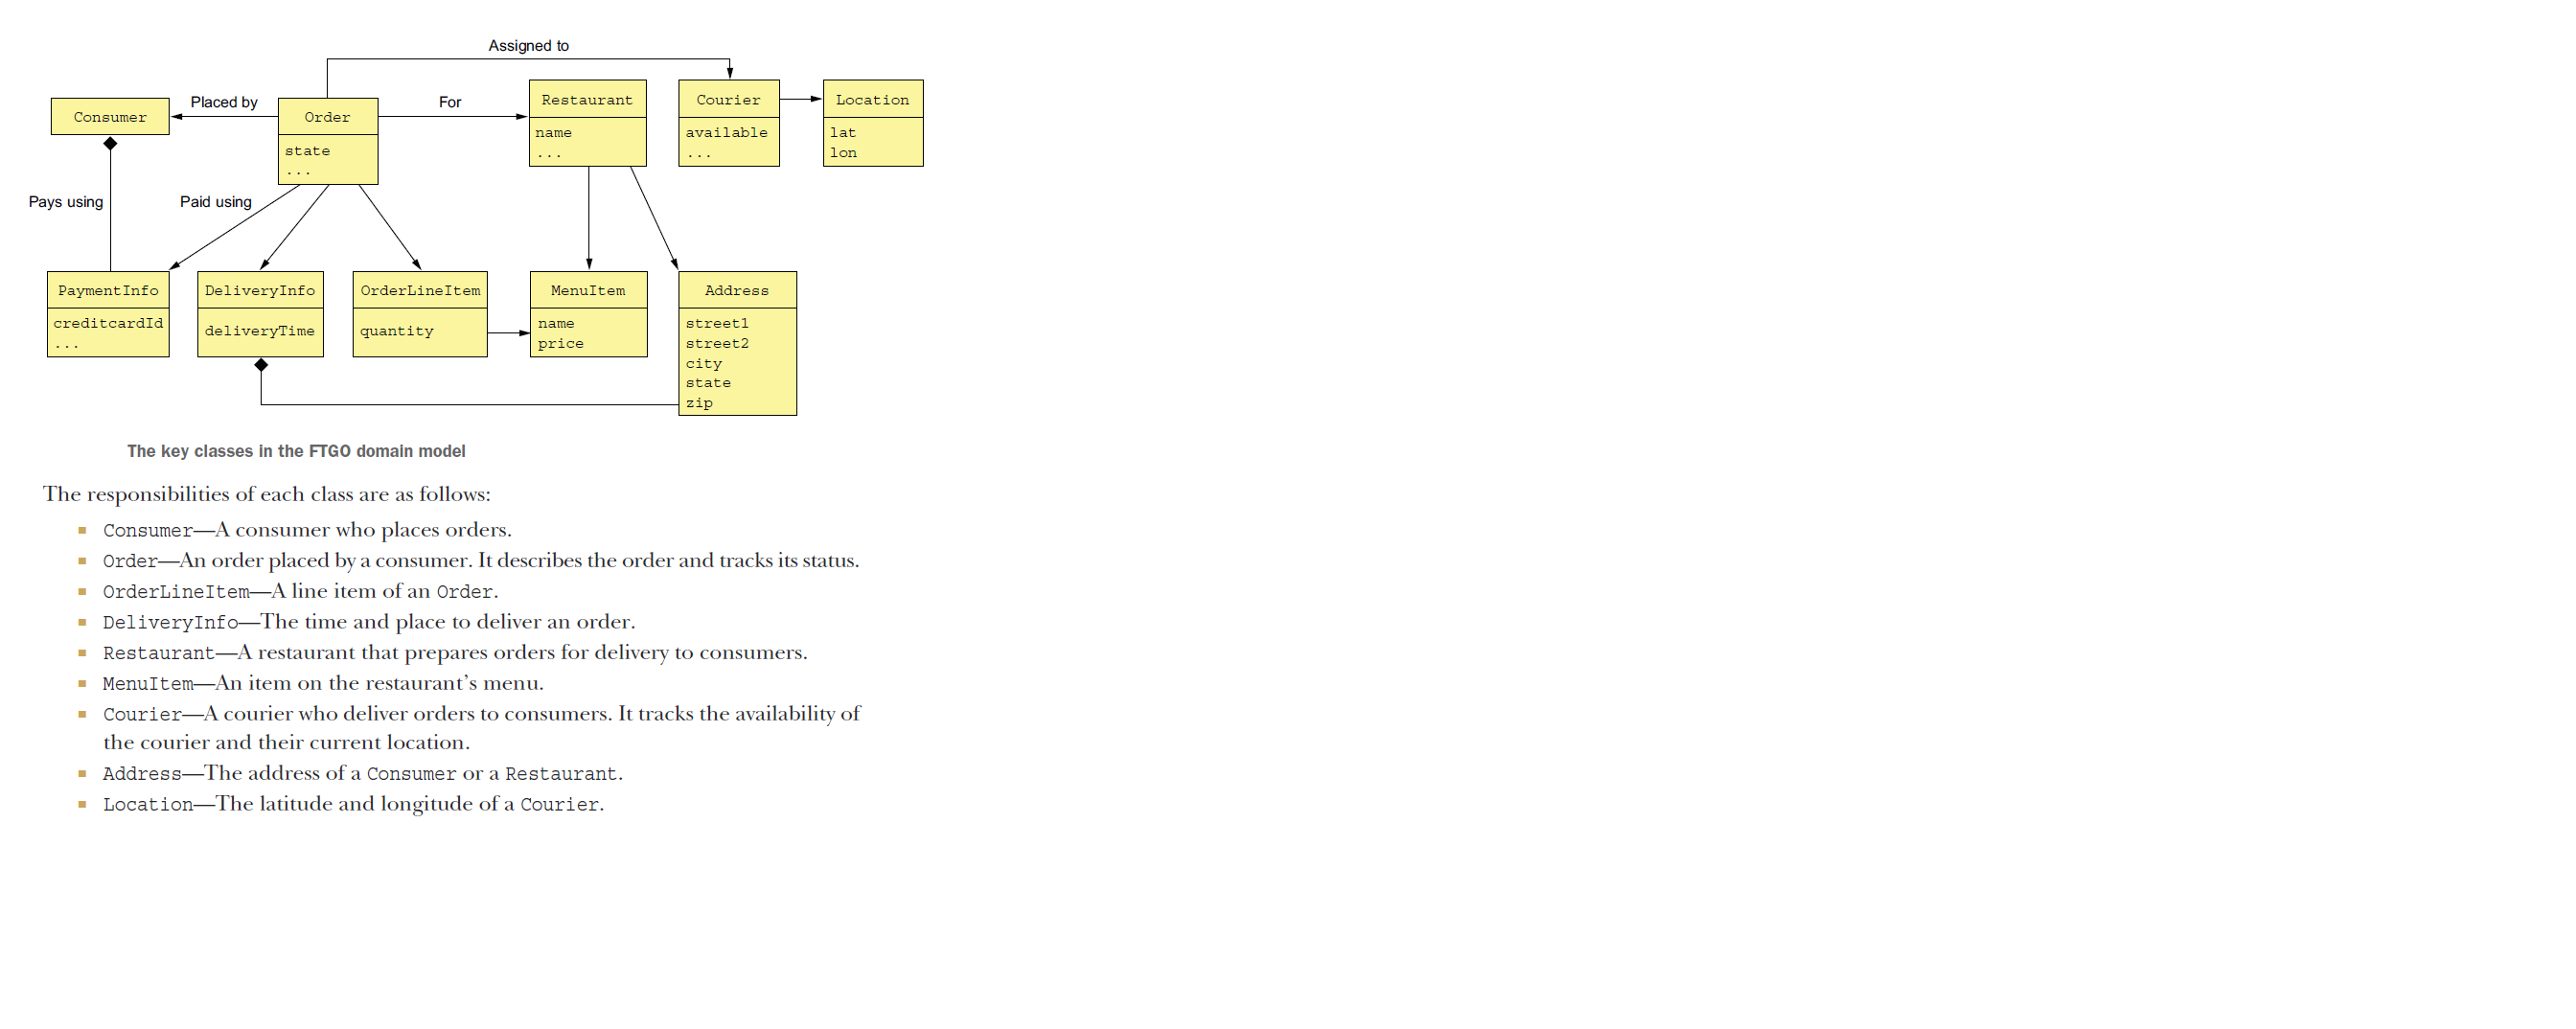 Assigned to
Placed by
For
Consumer
Order
state
...
Restaurant
name
...
Courier
available
...
Location
lat
lon
Pays using
Paid using
PaymentInfo
creditcardId
...
DeliveryInfo
deliveryTime
OrderLineItem
quantity
MenuItem
name
price
Address
street1
street2
city
state
zip
The key classes in the FTGO domain model
The responsibilities of each class are as follows:
■ Consumer—A consumer who places orders.
■ Order—An order placed by a consumer. It describes the order and tracks its status.
■ OrderLineItem—A line item of an Order.
■ DeliveryInfo—The time and place to deliver an order.
■ Restaurant—A restaurant that prepares orders for delivery to consumers.
■ MenuItem—An item on the restaurant's menu.
■ Courier—A courier who deliver orders to consumers. It tracks the availability of
the courier and their current location.
■ Address—The address of a Consumer or a Restaurant.
■ Location—The latitude and longitude of a Courier.